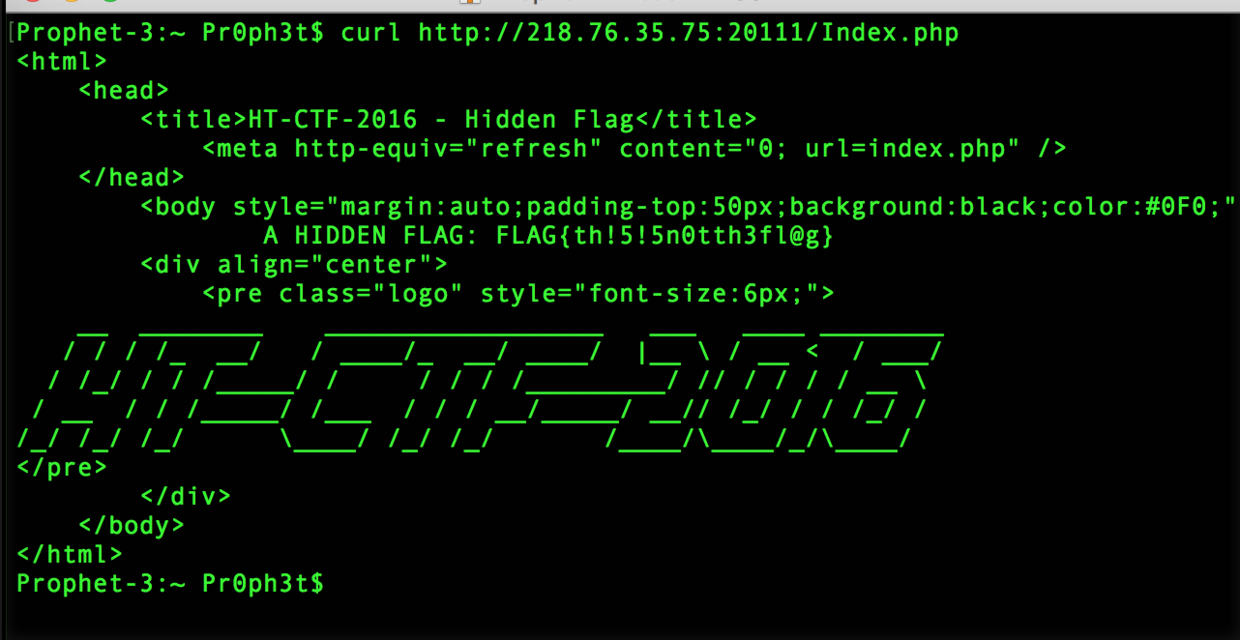 [Prophet-3:~ Pr0ph3t$ curl http://218.76.35.75:20111/Index.php
<html>
    <head>
        <title>HT-CTF-2016 - Hidden Flag</title>
            <meta http-equiv="refresh" content="0; url=index.php" />
    </head>
        <body style="margin:auto;padding-top:50px;background:black;color:#0F0;"
                A HIDDEN FLAG: FLAG{th!5!5n0tth3fl@g}
        <div align="center">
            <pre class="logo" style="font-size:6px;">
HT-CTF-2016
</pre>
        </div>
    </body>
</html>
Prophet-3:~ Pr0ph3t$